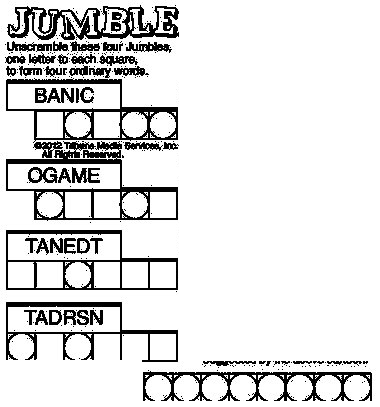 JUMBLE
Unscramble these four Jumbles,
one letter to each square,
to form four ordinary words.
BANIC
©2012 Tribune Media Services, Inc.
All Rights Reserved.
OGAME
TANEDT
TADRSN